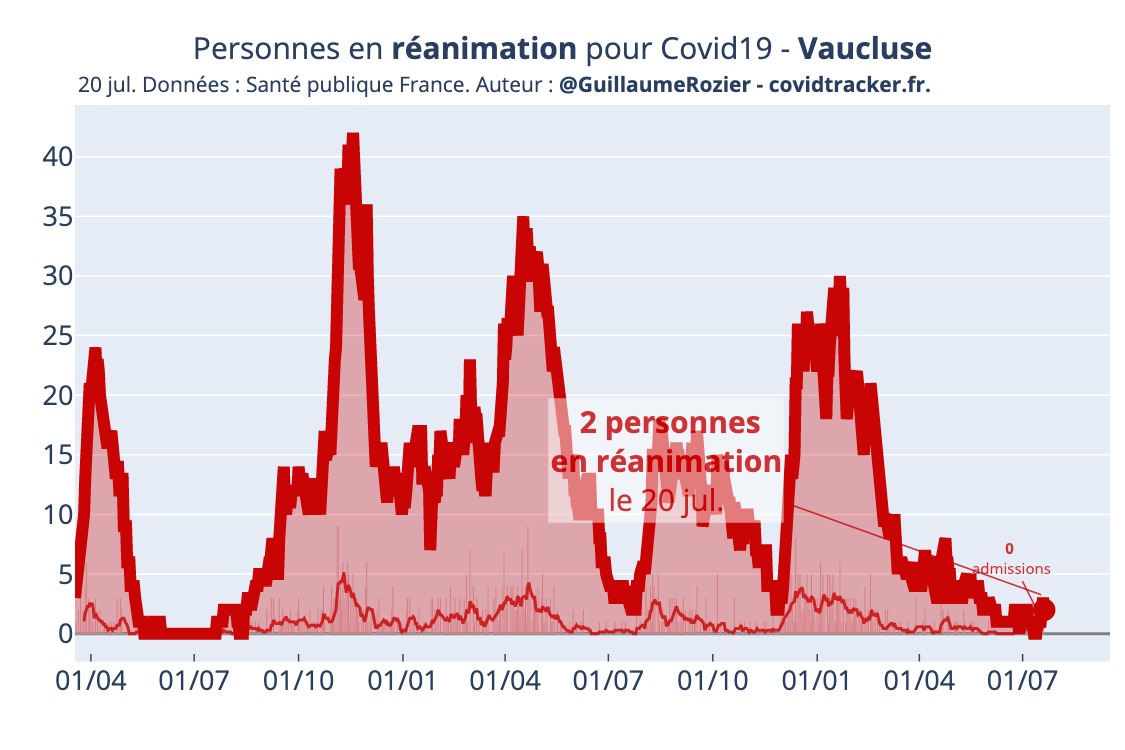 Personnes en réanimation pour Covid19 - Vaucluse
20 jul. Données : Santé publique France. Auteur : @GuillaumeRozier - covidtracker.fr.
40
35
30
25
20
15
10
5
0
2 personnes
en réanimation
le 20 jul.
0
admissions
01/04 01/07 01/10 01/01 01/04 01/07 01/10 01/01 01/04 01/07